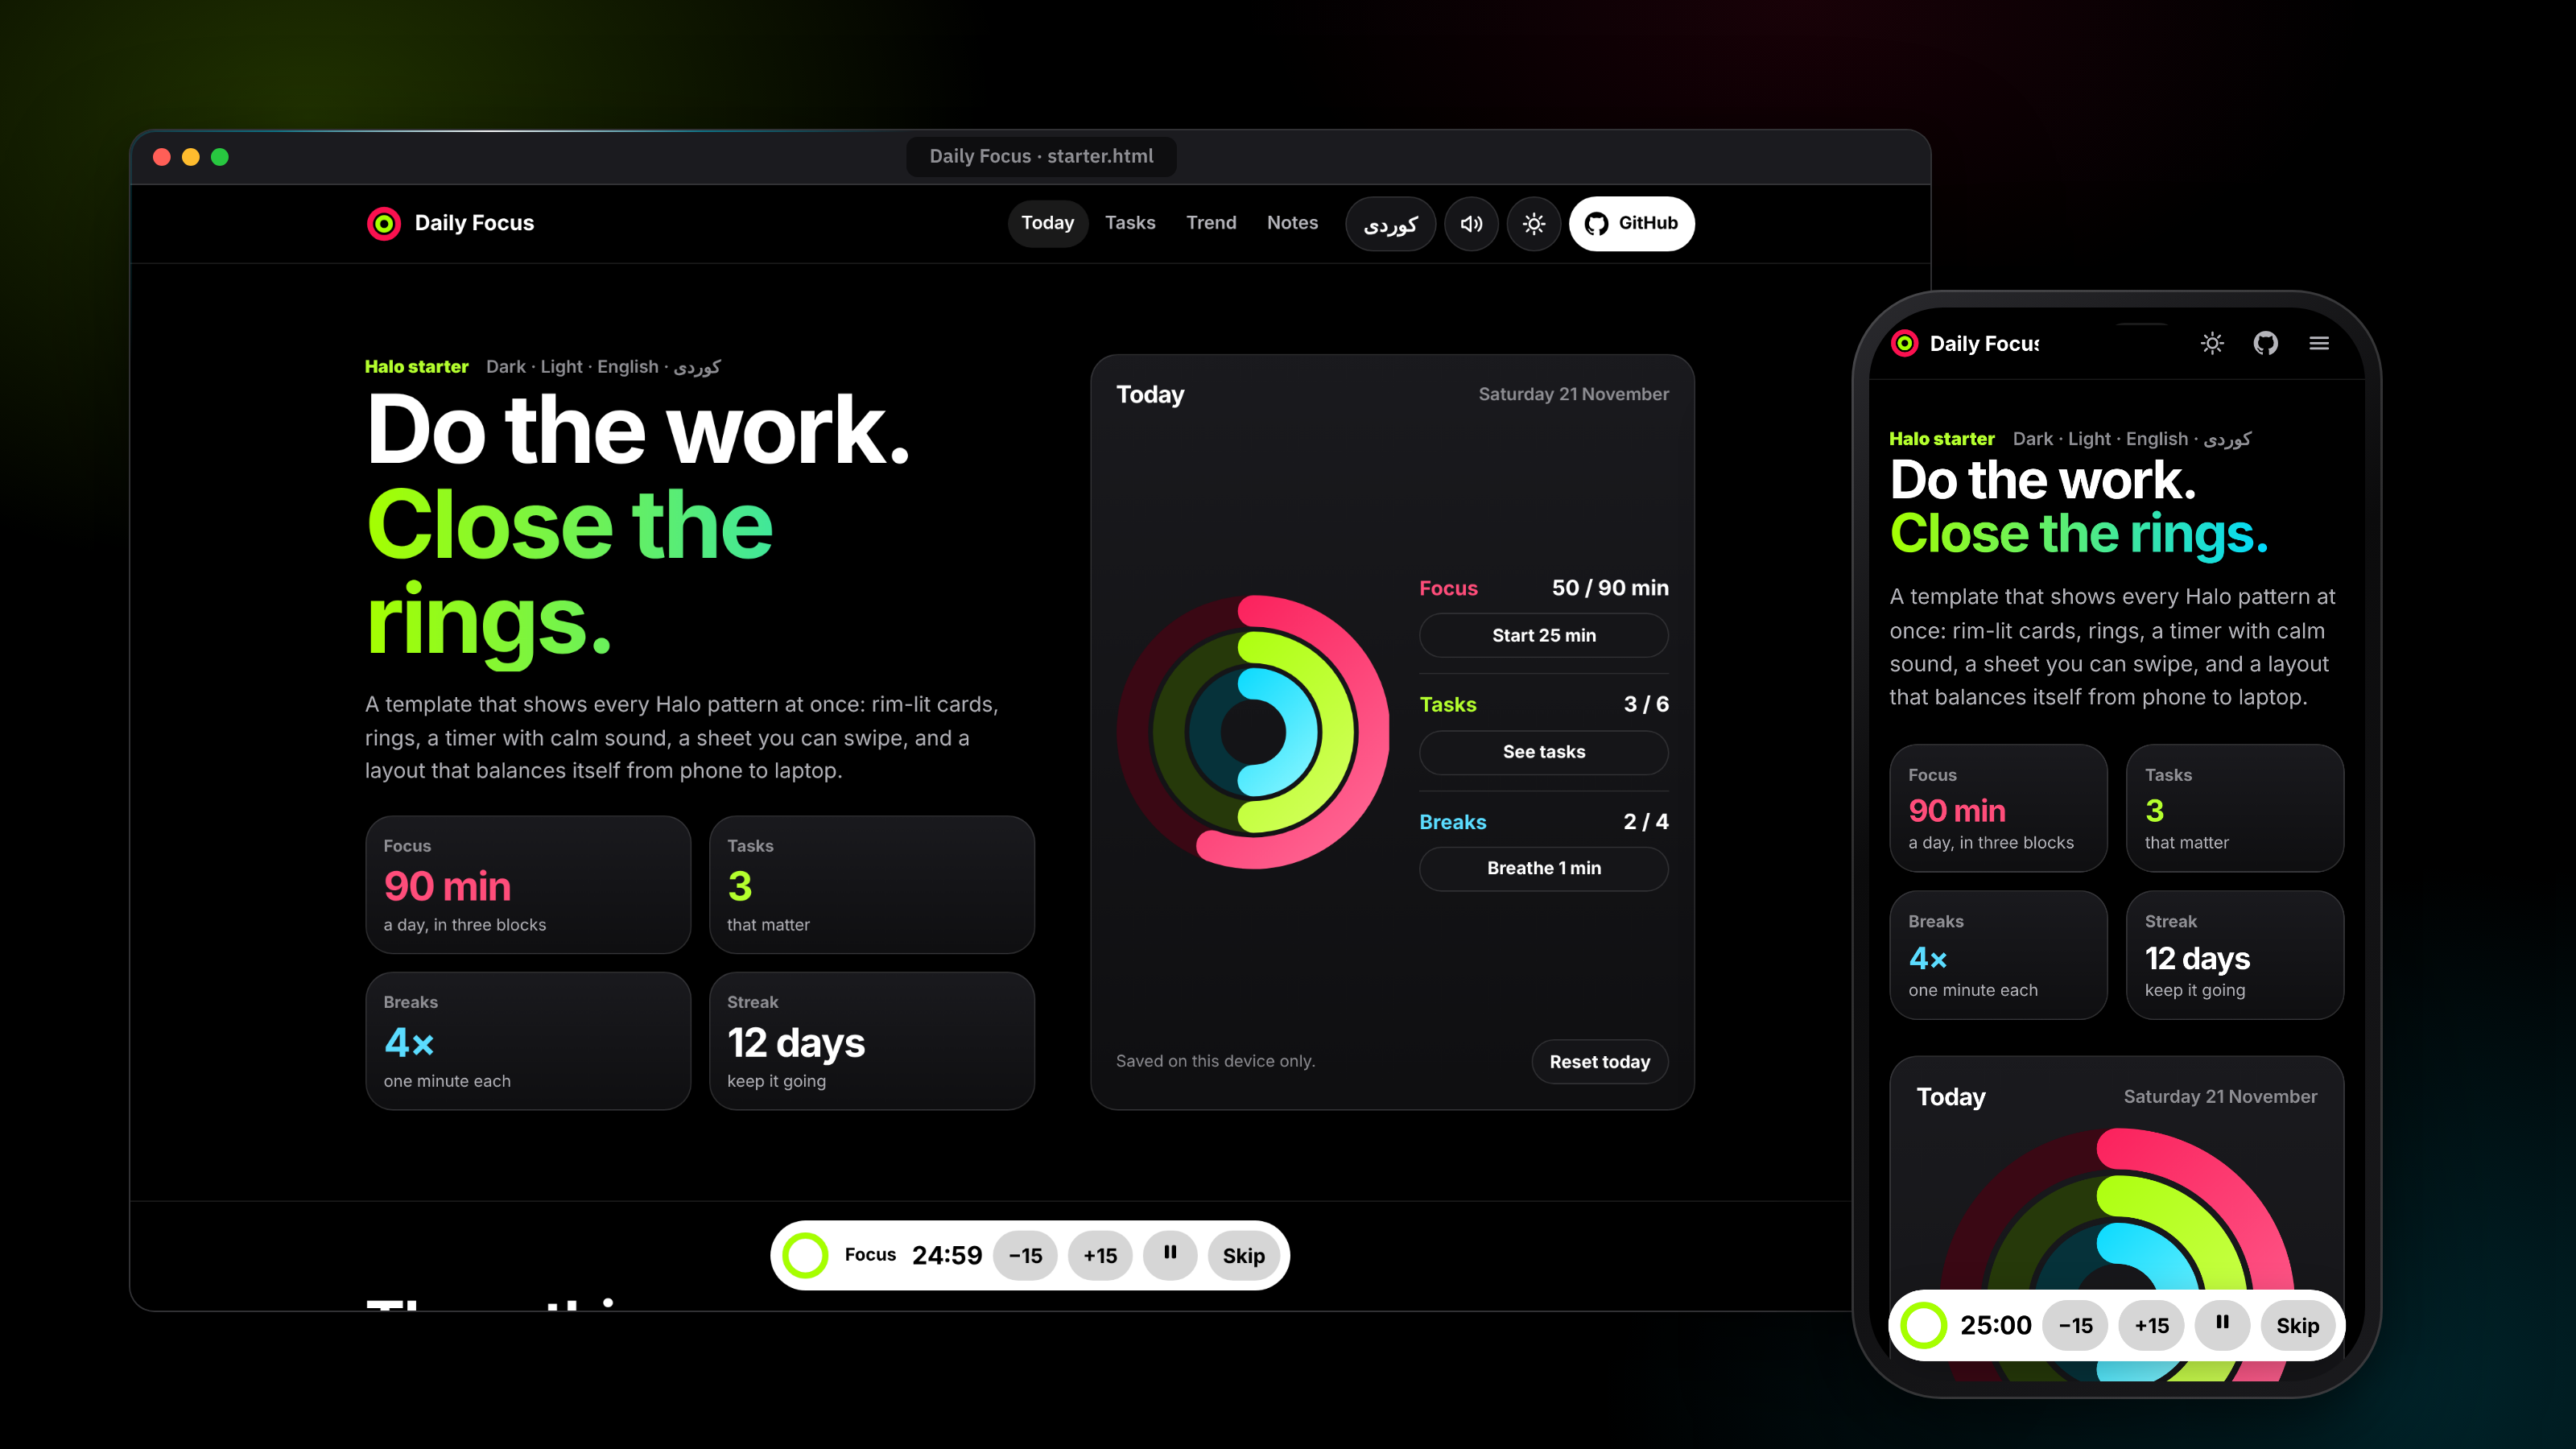 Daily Focus · starter.html
Daily Focus
Today
Tasks
Trend
Notes
کوردی
GitHub
Halo starter Dark · Light · English · کوردی
Do the work.
Close the
rings.
A template that shows every Halo pattern at once: rim-lit cards,
rings, a timer with calm sound, a sheet you can swipe, and a
layout that balances itself from phone to laptop.
Focus
90 min
a day, in three blocks
Tasks
3
that matter
Breaks
4×
one minute each
Streak
12 days
keep it going
Today
Saturday 21 November
Focus 50 / 90 min
Start 25 min
Tasks 3 / 6
See tasks
Breaks 2 / 4
Breathe 1 min
Saved on this device only.
Reset today
Focus 24:59 −15 +15 Skip
Daily Focus
Halo starter Dark · Light · English · کوردی
Do the work.
Close the rings.
A template that shows every Halo pattern at
once: rim-lit cards, rings, a timer with calm
sound, a sheet you can swipe, and a layout
that balances itself from phone to laptop.
Focus
90 min
a day, in three blocks
Tasks
3
that matter
Breaks
4×
one minute each
Streak
12 days
keep it going
Today
Saturday 21 November
25:00 −15 +15 Skip